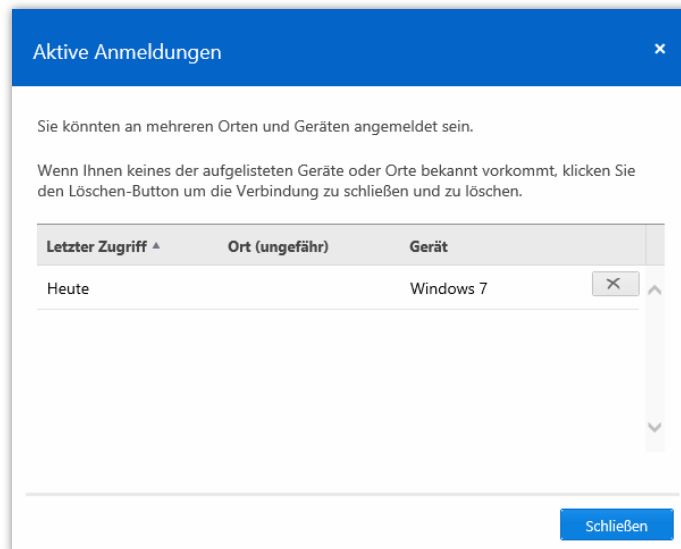 Aktive Anmeldungen
Sie könnten an mehreren Orten und Geräten angemeldet sein.
Wenn Ihnen keines der aufgelisteten Geräte oder Orte bekannt vorkommt, klicken Sie
den Löschen-Button um die Verbindung zu schließen und zu löschen.
Letzter Zugriff Ort (ungefähr) Gerät
Heute Windows 7
Schließen